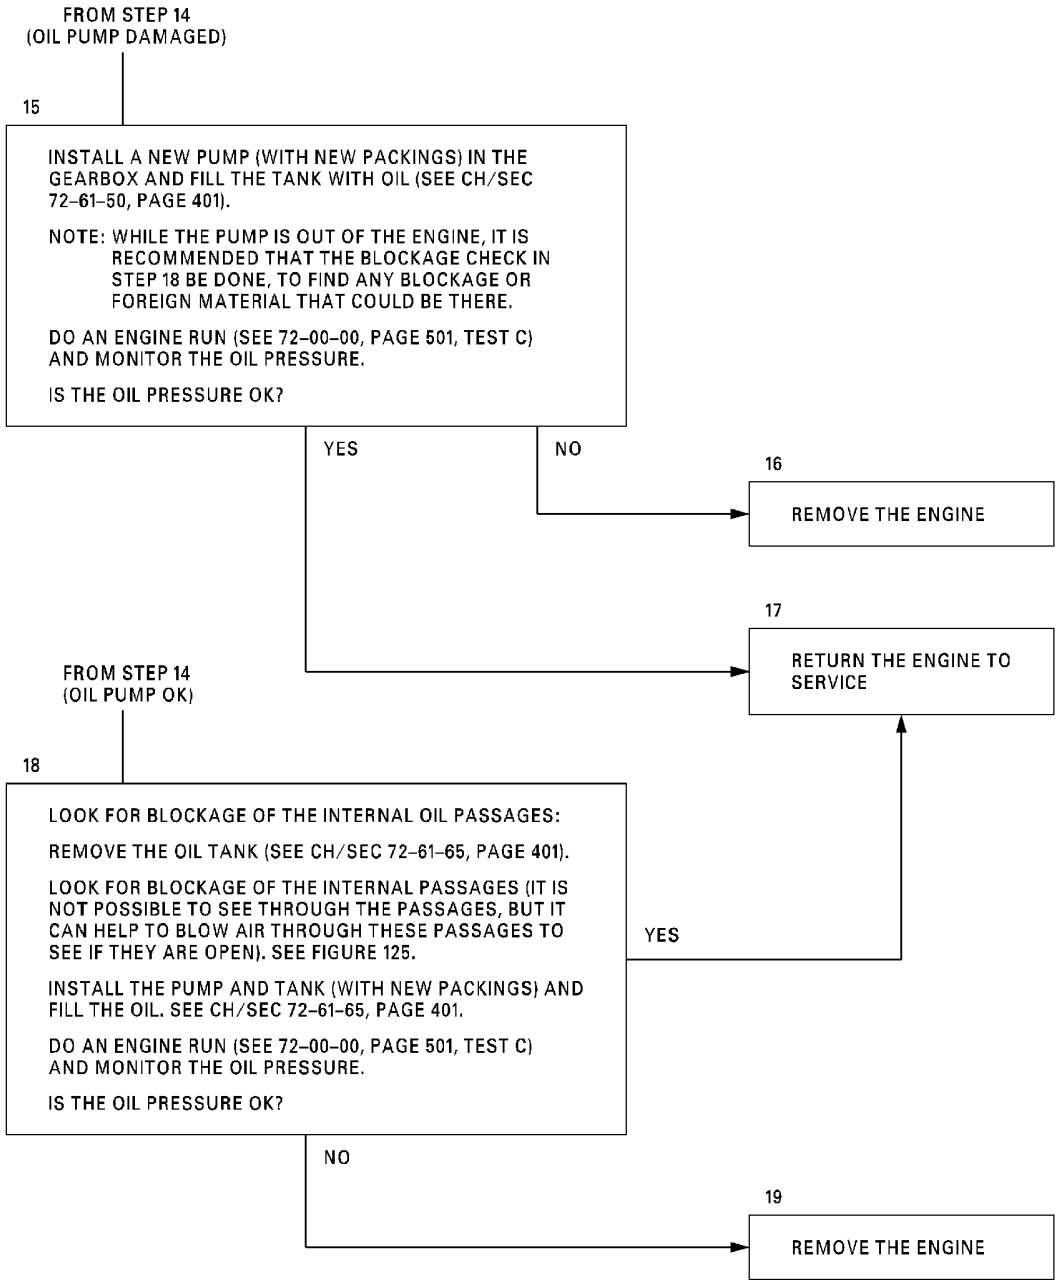 FROM STEP 14
(OIL PUMP DAMAGED)
15
INSTALL A NEW PUMP (WITH NEW PACKINGS) IN THE
GEARBOX AND FILL THE TANK WITH OIL (SEE CH/SEC
72–61–50, PAGE 401).
NOTE: WHILE THE PUMP IS OUT OF THE ENGINE, IT IS
RECOMMENDED THAT THE BLOCKAGE CHECK IN
STEP 18 BE DONE, TO FIND ANY BLOCKAGE OR
FOREIGN MATERIAL THAT COULD BE THERE.
DO AN ENGINE RUN (SEE 72–00–00, PAGE 501, TEST C)
AND MONITOR THE OIL PRESSURE.
IS THE OIL PRESSURE OK?
YES
NO
16
REMOVE THE ENGINE
17
RETURN THE ENGINE TO
SERVICE
FROM STEP 14
(OIL PUMP OK)
18
LOOK FOR BLOCKAGE OF THE INTERNAL OIL PASSAGES:
REMOVE THE OIL TANK (SEE CH/SEC 72–61–65, PAGE 401).
LOOK FOR BLOCKAGE OF THE INTERNAL PASSAGES (IT IS
NOT POSSIBLE TO SEE THROUGH THE PASSAGES, BUT IT
CAN HELP TO BLOW AIR THROUGH THESE PASSAGES TO
SEE IF THEY ARE OPEN). SEE FIGURE 125.
INSTALL THE PUMP AND TANK (WITH NEW PACKINGS) AND
FILL THE OIL. SEE CH/SEC 72–61–65, PAGE 401.
DO AN ENGINE RUN (SEE 72–00–00, PAGE 501, TEST C)
AND MONITOR THE OIL PRESSURE.
IS THE OIL PRESSURE OK?
YES
NO
19
REMOVE THE ENGINE